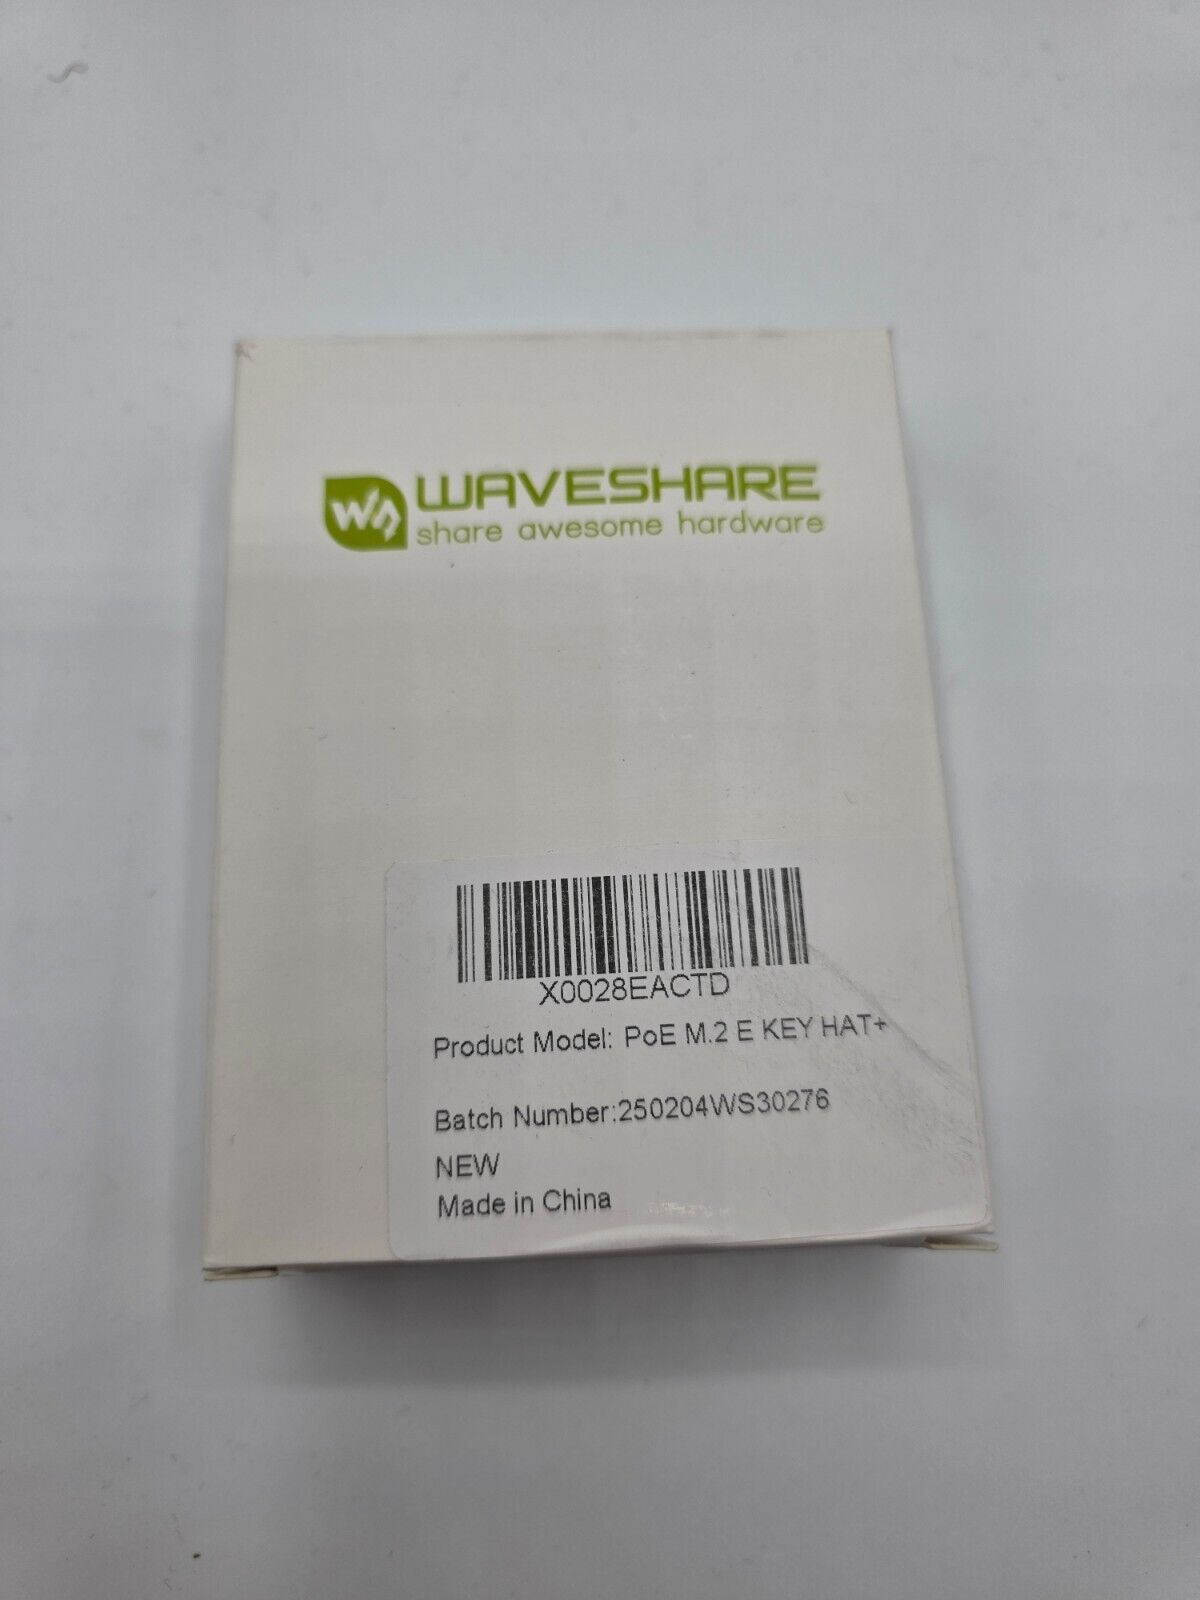 WAVESHARE
share awesome hardware
X0028EACTD
Product Model: PoE M.2 E KEY HAT+
Batch Number:250204WS30276
NEW
Made in China